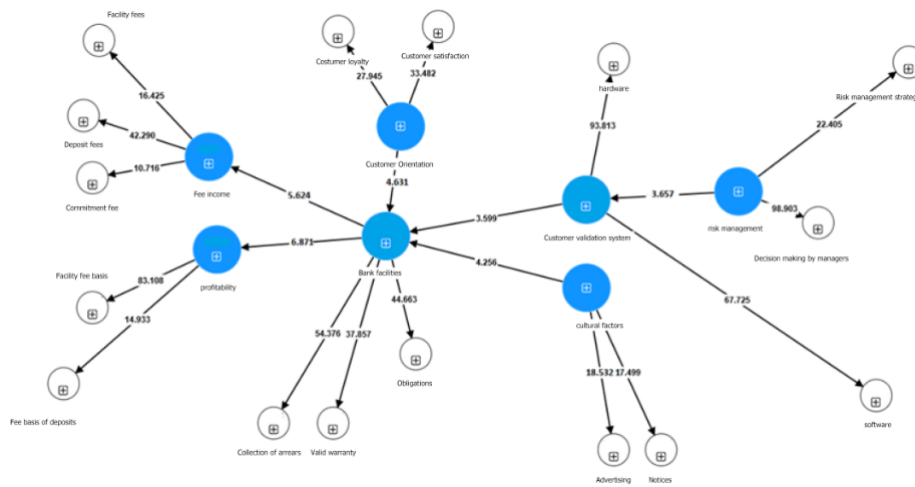 Facility fees
Costumer loyalty
Customer satisfaction
27.945
33.482
hardware
Risk management strateg
16.425
93.813
22.405
Deposit fees
42.290
10.716
Commitment fee
Fee income
Customer Orientation
4.631
5.624
3.599
Customer validation system
3.657
risk management
98.903
Decision making by managers
6.871
Bank facilities
4.256
Facility fee basis
83.108
profitability
14.933
44.663
cultural factors
67.725
54.376
37.857
Obligations
18.532
17.499
Fee basis of deposits
Collection of arrears
Valid warranty
software
Advertising
Notices